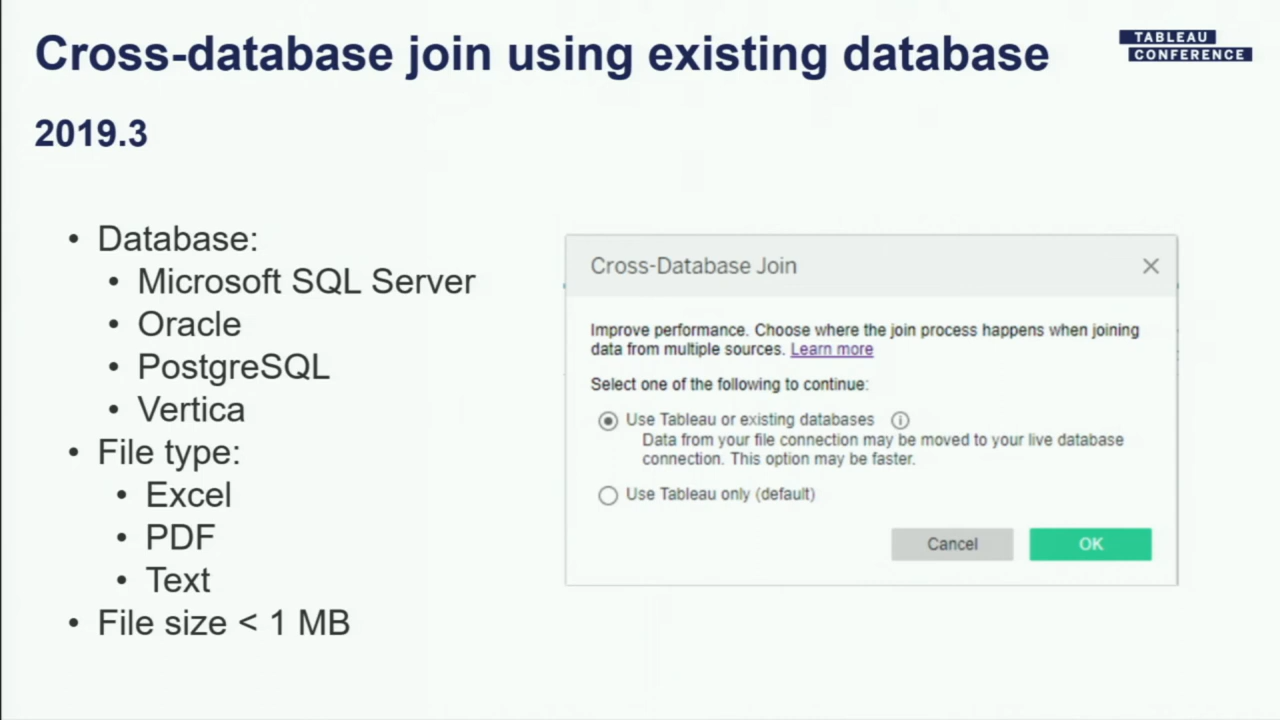 Cross-database join using existing database
TABLEAU
CONFERENCE
2019.3
• Database:
• Microsoft SQL Server
• Oracle
• PostgreSQL
• Vertica
• File type:
• Excel
• PDF
• Text
• File size < 1 MB
Cross-Database Join
Improve performance. Choose where the join process happens when joining
data from multiple sources. Learn more
Select one of the following to continue:
Use Tableau or existing databases
Data from your file connection may be moved to your live database
connection. This option may be faster.
Use Tableau only (default)
Cancel
OK